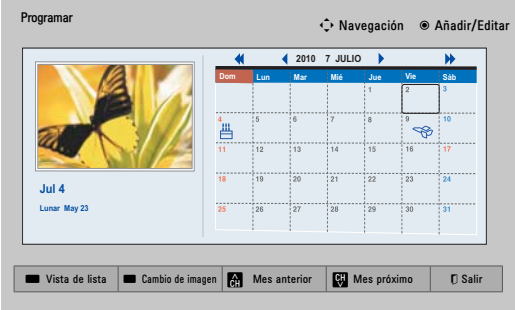 Programar
Navegación Añadir/Editar
2010 7 JULIO
Dom Lun Mar Mié Jue Vie Sáb
1 2 3
4 5 6 7 8 9 10
11 12 13 14 15 16 17
18 19 20 21 22 23 24
25 26 27 28 29 30 31
Jul 4
Lunar May 23
Vista de lista Cambio de imagen CH Mes anterior CH Mes próximo Salir